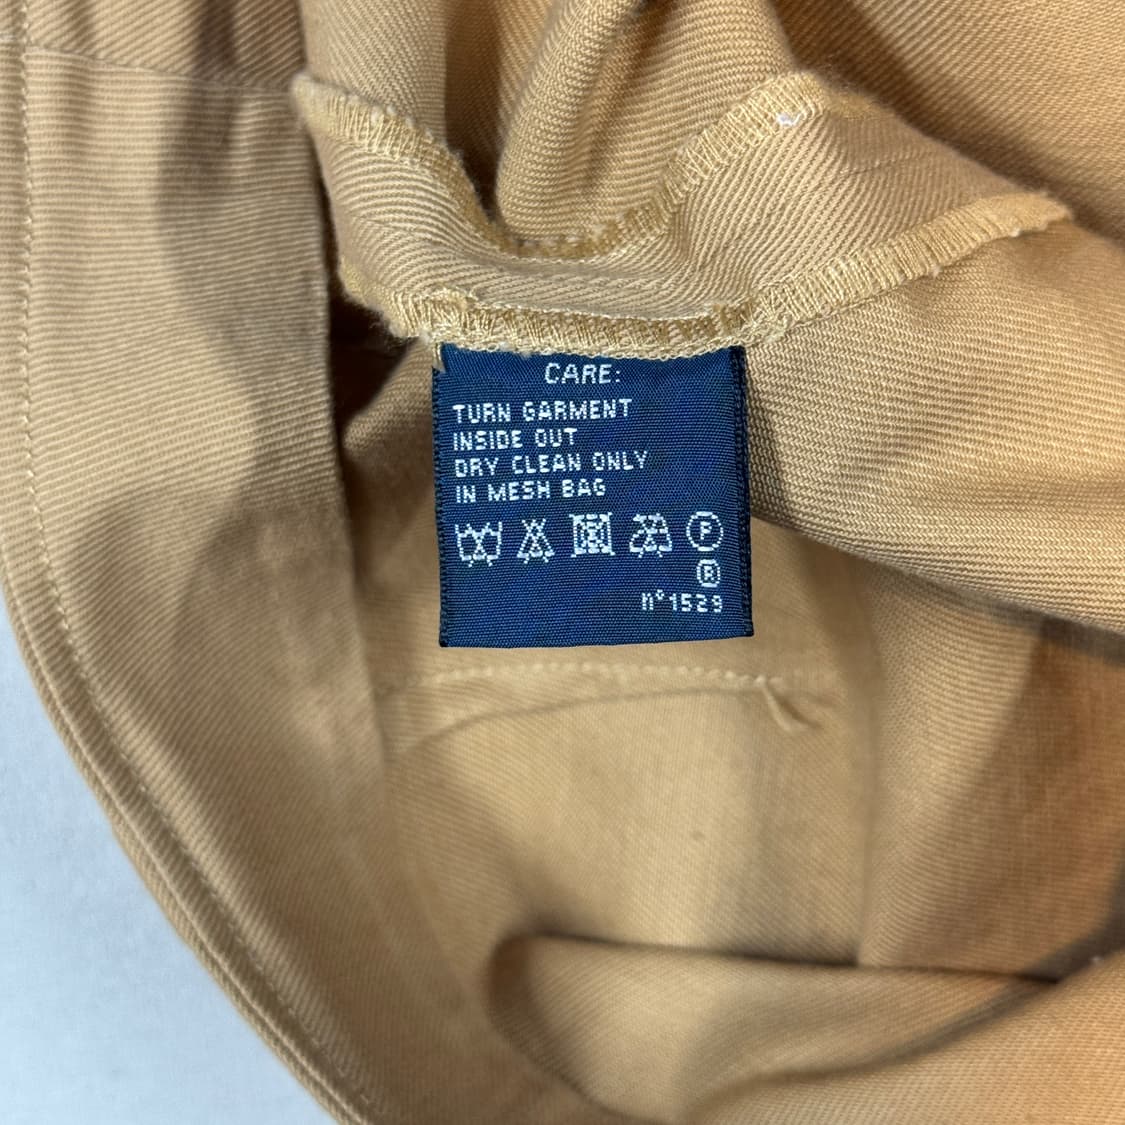 CARE:
TURN GARMENT
INSIDE OUT
DRY CLEAN ONLY
IN MESH BAG
P
R
n°1529